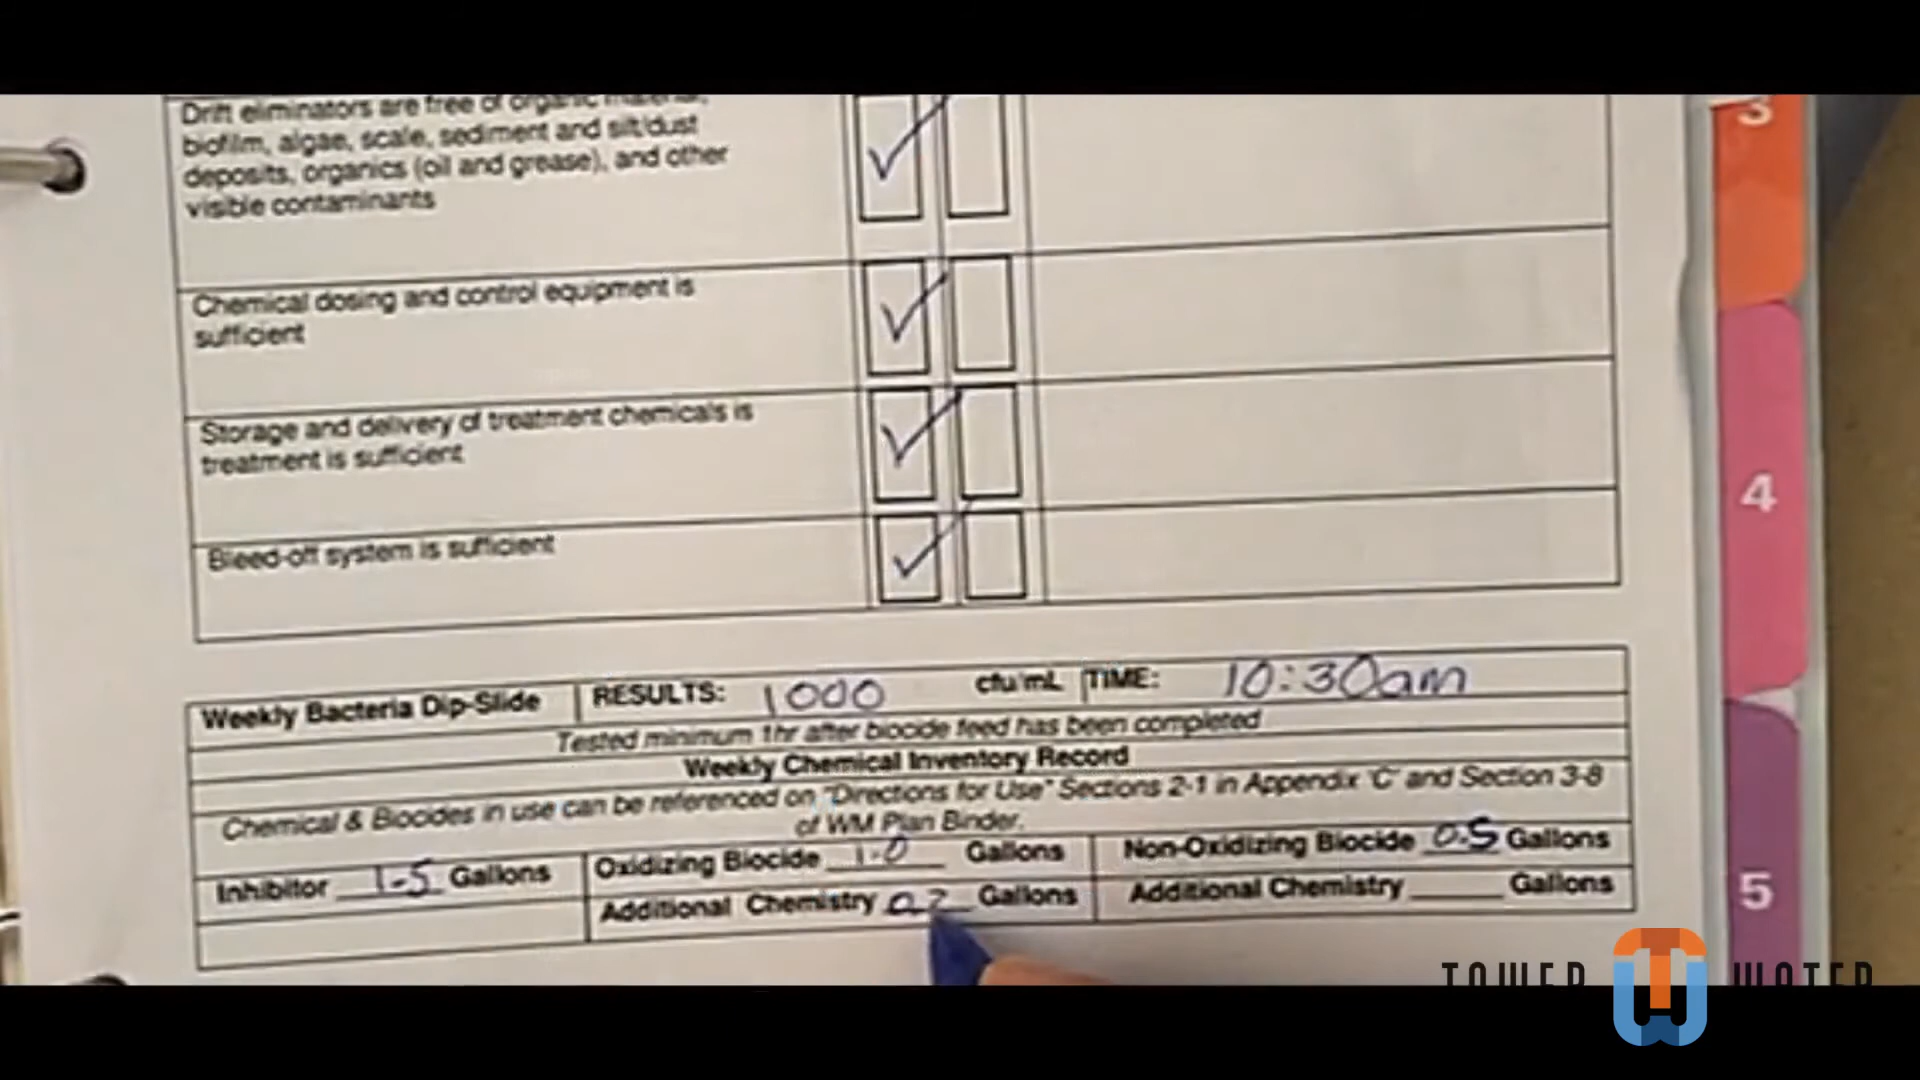 Drift eliminators are free of organic material,
biofilm, algae, scale, sediment and silt/dust
deposits, organics (oil and grease), and other
visible contaminants
Chemical dosing and control equipment is
sufficient
Storage and delivery of treatment chemicals is
treatment is sufficient
Bleed-off system is sufficient
Weekly Bacteria Dip-Slide RESULTS: 1000 cfu/mL TIME: 10:30am
Tested minimum 1hr after biocide feed has been completed
Weekly Chemical Inventory Record
Chemical & Biocides in use can be referenced on "Directions for Use" Sections 2-1 in Appendix 'C' and Section 3-8
of WM Plan Binder.
Inhibitor 1-5 Gallons Oxidizing Biocide 1-0 Gallons Non-Oxidizing Biocide 0.5 Gallons
Additional Chemistry Gallons Additional Chemistry Gallons
3
4
5
TOWER WATER